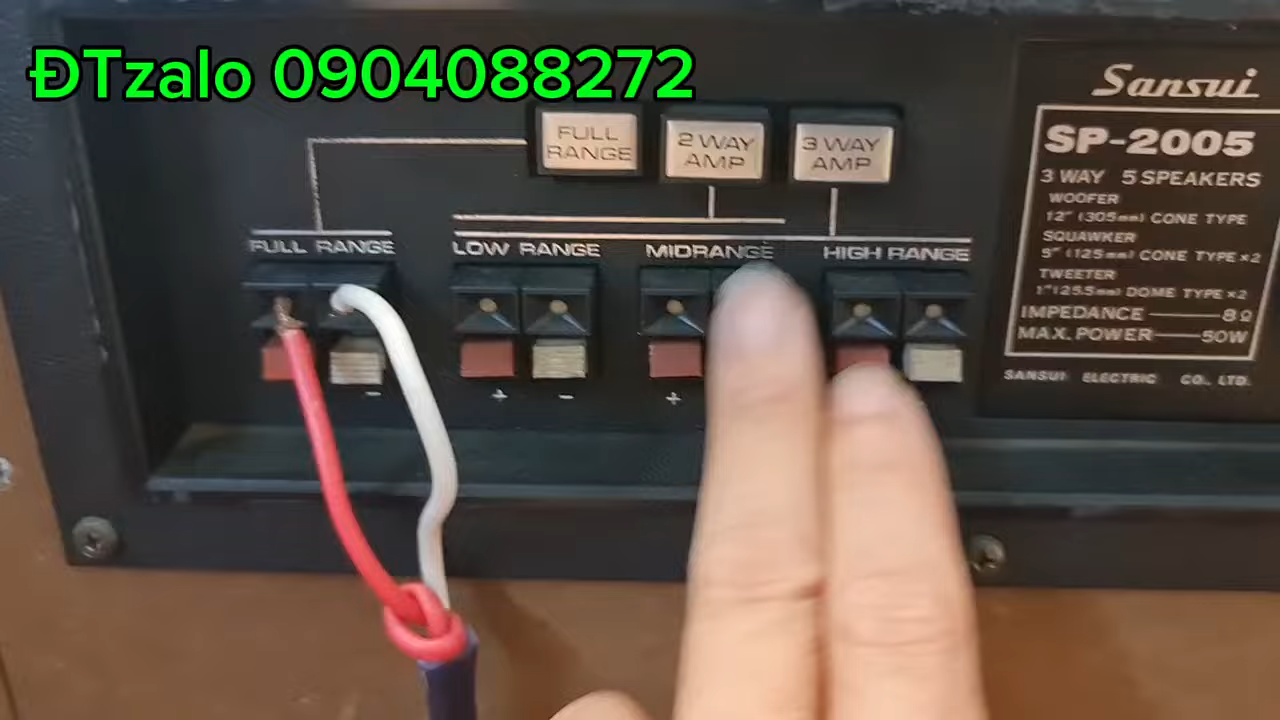 ĐTzalo 0904088272
FULL RANGE
2 WAY AMP
3 WAY AMP
FULL RANGE
LOW RANGE
MIDRANGE
HIGH RANGE
-
+
-
+
Sansui
SP-2005
3 WAY 5 SPEAKERS
WOOFER
12" (305mm) CONE TYPE
SQUAWKER
5" (125mm) CONE TYPE ×2
TWEETER
1" (25.5mm) DOME TYPE ×2
IMPEDANCE 8Ω
MAX. POWER 50W
SANSUI ELECTRIC CO., LTD.